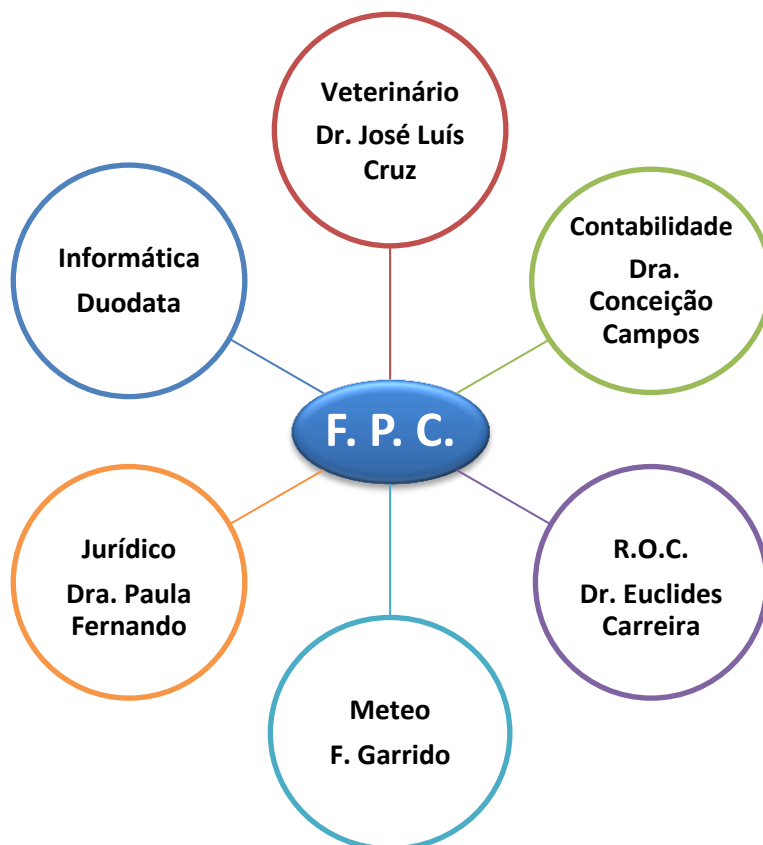 Veterinário
Dr. José Luís
Cruz
Contabilidade
Dra.
Conceição
Campos
Informática
Duodata
F. P. C.
Jurídico
Dra. Paula
Fernando
R.O.C.
Dr. Euclides
Carreira
Meteo
F. Garrido